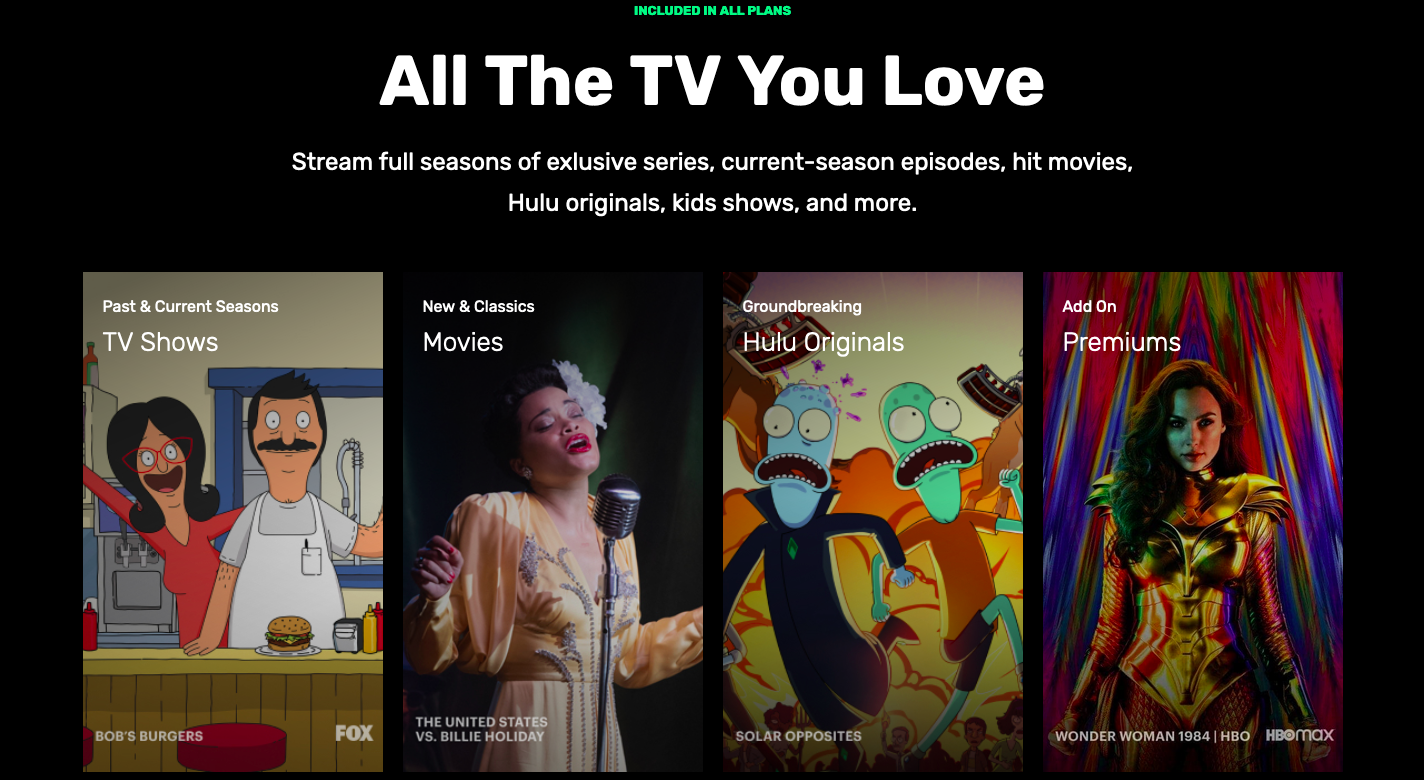 INCLUDED IN ALL PLANS
All The TV You Love
Stream full seasons of exlusive series, current-season episodes, hit movies,
Hulu originals, kids shows, and more.
Past & Current Seasons
TV Shows
BOB'S BURGERS
FOX
New & Classics
Movies
THE UNITED STATES
VS. BILLIE HOLIDAY
Groundbreaking
Hulu Originals
SOLAR OPPOSITES
Add On
Premiums
WONDER WOMAN 1984 | HBO
HBOMAX